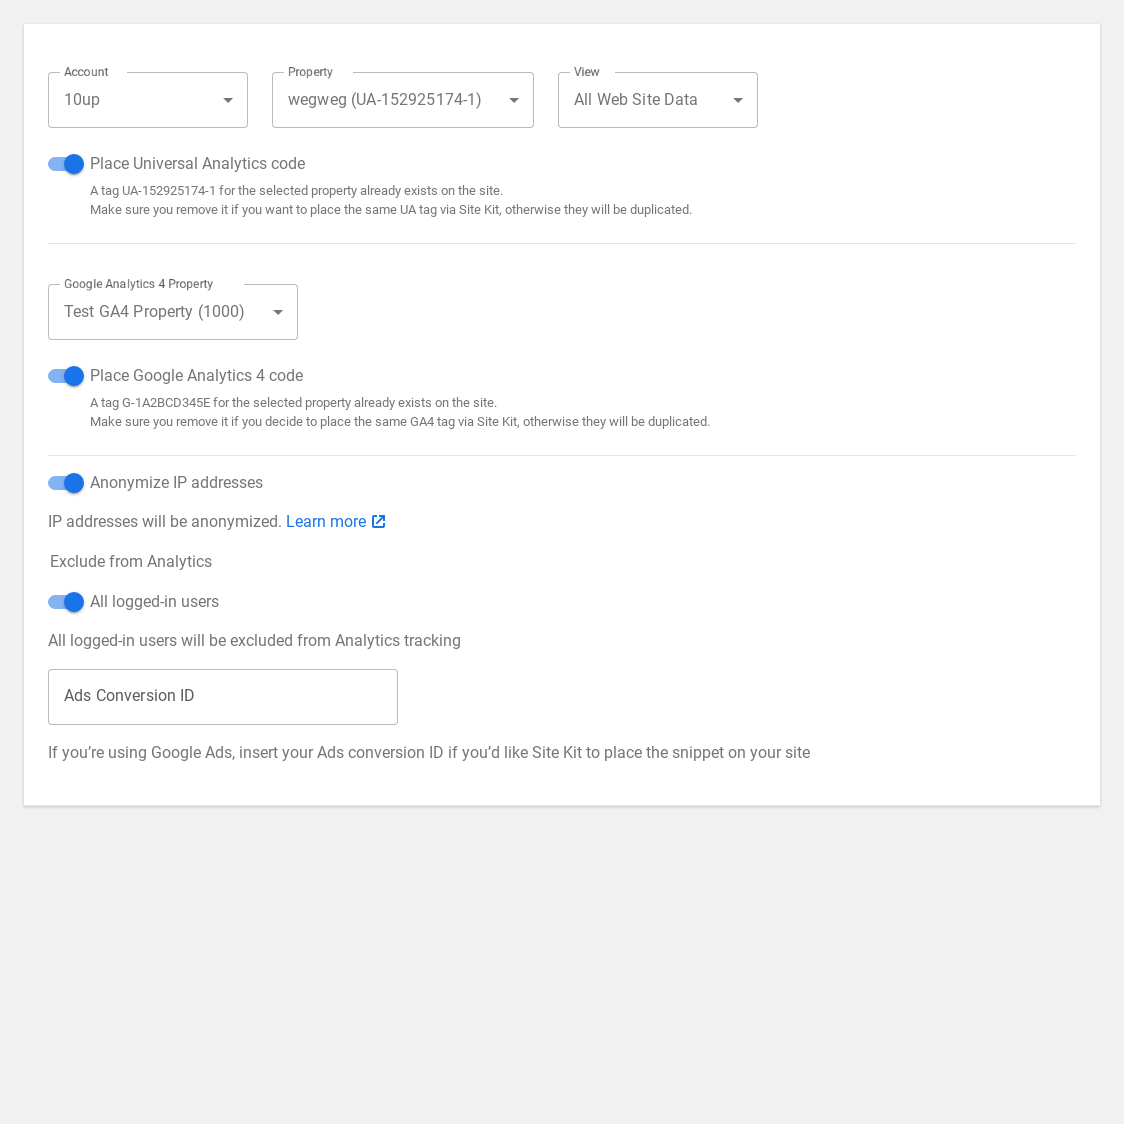 Account
Property
View
10up
wegweg (UA-152925174-1)
All Web Site Data
Place Universal Analytics code
A tag UA-152925174-1 for the selected property already exists on the site.
Make sure you remove it if you want to place the same UA tag via Site Kit, otherwise they will be duplicated.
Google Analytics 4 Property
Test GA4 Property (1000)
Place Google Analytics 4 code
A tag G-1A2BCD345E for the selected property already exists on the site.
Make sure you remove it if you decide to place the same GA4 tag via Site Kit, otherwise they will be duplicated.
Anonymize IP addresses
IP addresses will be anonymized. Learn more
Exclude from Analytics
All logged-in users
All logged-in users will be excluded from Analytics tracking
Ads Conversion ID
If you’re using Google Ads, insert your Ads conversion ID if you’d like Site Kit to place the snippet on your site